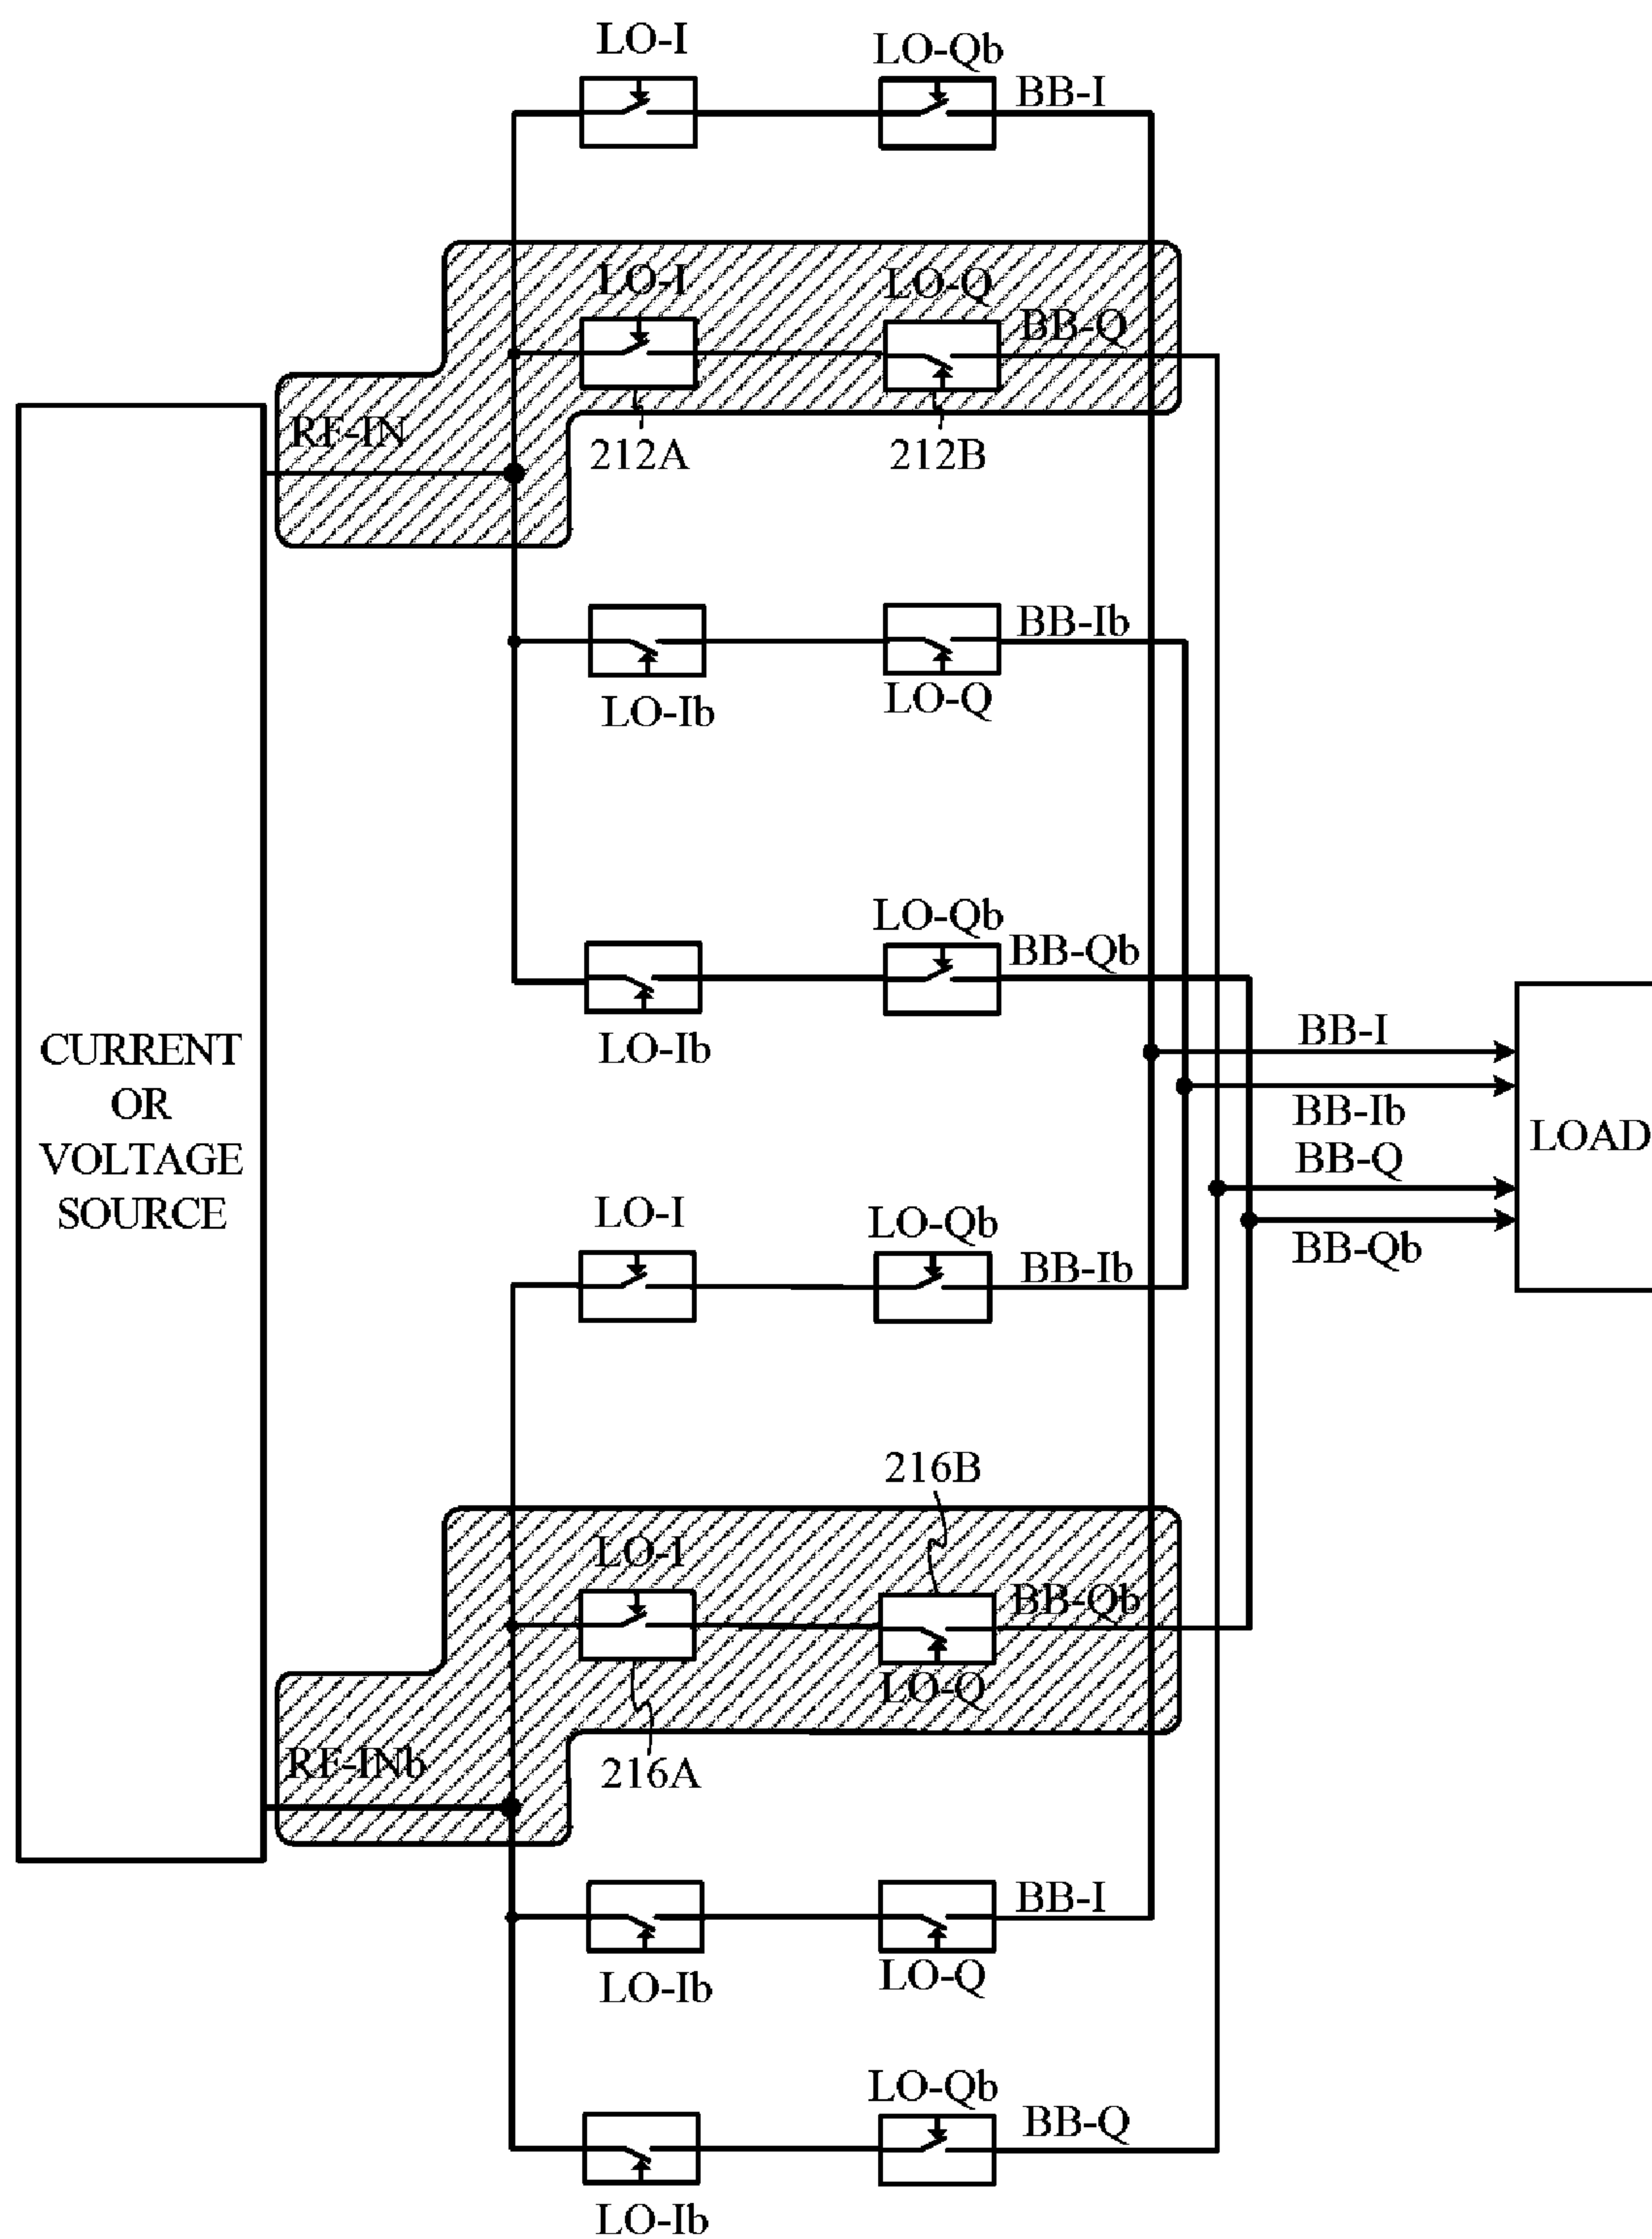 LO-I
LO-Qb
BB-I
LO-I
LO-Q
BB-Q
RF-IN
212A
212B
BB-Ib
LO-Ib
LO-Q
LO-Qb
BB-Qb
LO-Ib
CURRENT
OR
VOLTAGE
SOURCE
BB-I
BB-Ib
BB-Q
BB-Qb
LOAD
LO-I
LO-Qb
BB-Ib
216B
LO-I
BB-Qb
LO-Q
RF-INb
216A
BB-I
LO-Ib
LO-Q
LO-Qb
BB-Q
LO-Ib